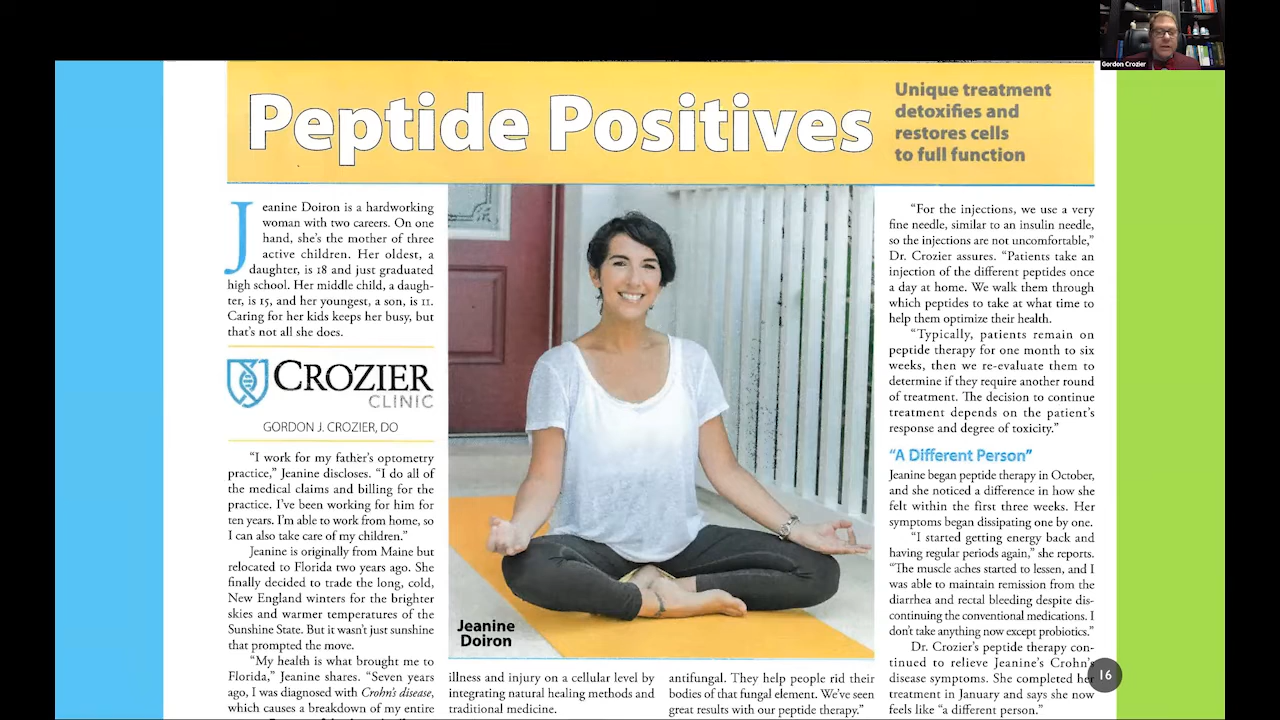 Gordon Crozier
Peptide Positives
Unique treatment
detoxifies and
restores cells
to full function
Jeanine Doiron is a hardworking
woman with two careers. On one
hand, she's the mother of three
active children. Her oldest, a
daughter, is 18 and just graduated
high school. Her middle child, a daugh-
ter, is 15, and her youngest, a son, is 11.
Caring for her kids keeps her busy, but
that's not all she does.
CROZIER
CLINIC
GORDON J. CROZIER, DO
"I work for my father's optometry
practice," Jeanine discloses. "I do all of
the medical claims and billing for the
practice. I've been working for him for
ten years. I'm able to work from home, so
I can also take care of my children."
Jeanine is originally from Maine but
relocated to Florida two years ago. She
finally decided to trade the long, cold,
New England winters for the brighter
skies and warmer temperatures of the
Sunshine State. But it wasn't just sunshine
that prompted the move.
"My health is what brought me to
Florida," Jeanine shares. "Seven years
ago, I was diagnosed with Crohn's disease,
which causes a breakdown of my entire
Jeanine
Doiron
illness and injury on a cellular level by
integrating natural healing methods and
traditional medicine.
antifungal. They help people rid their
bodies of that fungal element. We've seen
great results with our peptide therapy."
"For the injections, we use a very
fine needle, similar to an insulin needle,
so the injections are not uncomfortable,"
Dr. Crozier assures. "Patients take an
injection of the different peptides once
a day at home. We walk them through
which peptides to take at what time to
help them optimize their health.
"Typically, patients remain on
peptide therapy for one month to six
weeks, then we re-evaluate them to
determine if they require another round
of treatment. The decision to continue
treatment depends on the patient's
response and degree of toxicity."
"A Different Person"
Jeanine began peptide therapy in October,
and she noticed a difference in how she
felt within the first three weeks. Her
symptoms began dissipating one by one.
"I started getting energy back and
having regular periods again," she reports.
"The muscle aches started to lessen, and I
was able to maintain remission from the
diarrhea and rectal bleeding despite dis-
continuing the conventional medications. I
don't take anything now except probiotics."
Dr. Crozier's peptide therapy con-
tinued to relieve Jeanine's Crohn's
disease symptoms. She completed her
treatment in January and says she now
feels like "a different person."
16